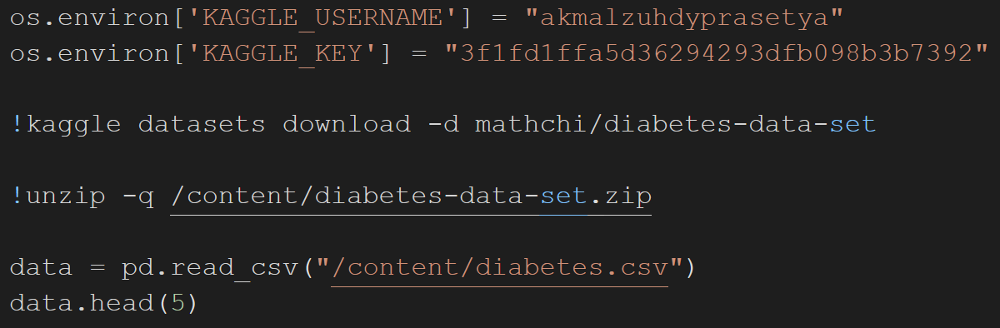 os.environ['KAGGLE_USERNAME'] = "akmalzuhdyprasetya"
os.environ['KAGGLE_KEY'] = "3f1fd1ffa5d36294293dfb098b3b7392"
!kaggle datasets download -d mathchi/diabetes-data-set
!unzip -q /content/diabetes-data-set.zip
data = pd.read_csv("/content/diabetes.csv")
data.head(5)